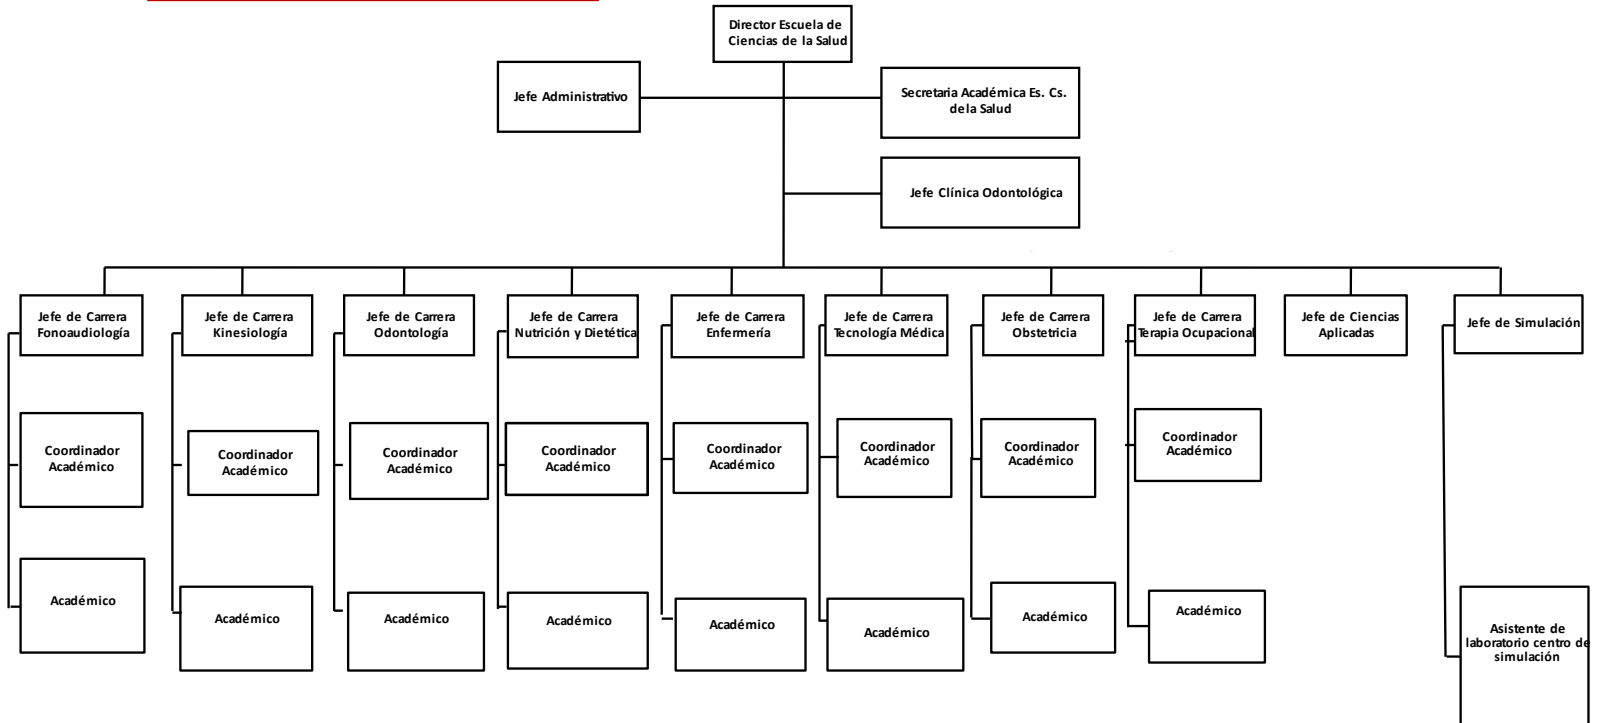 Director Escuela de
Ciencias de la Salud
Jefe Administrativo
Secretaria Académica Es. Cs.
dela Salud
Jefe Clínica Odontológica
Jefe de Carrera
Fonoaudiología
Jefe de Carrera
Kinesiología
Jefe de Carrera
Odontología
Jefe de Carrera
Nutrición y Dietética
Jefe de Carrera
Enfermería
Jefe de Carrera
Tecnología Médica
Jefe de Carrera
Obstetricia
Jefe de Carrera
Terapia Ocupacional
Jefe de Ciencias
Aplicadas
Jefe de Simulación
Coordinador
Académico
Coordinador
Académico
Coordinador
Académico
Coordinador
Académico
Coordinador
Académico
Coordinador
Académico
Coordinador
Académico
Coordinador
Académico
Académico
Académico
Académico
Académico
Académico
Académico
Académico
Académico
Asistente de
laboratorio centro de
simulación